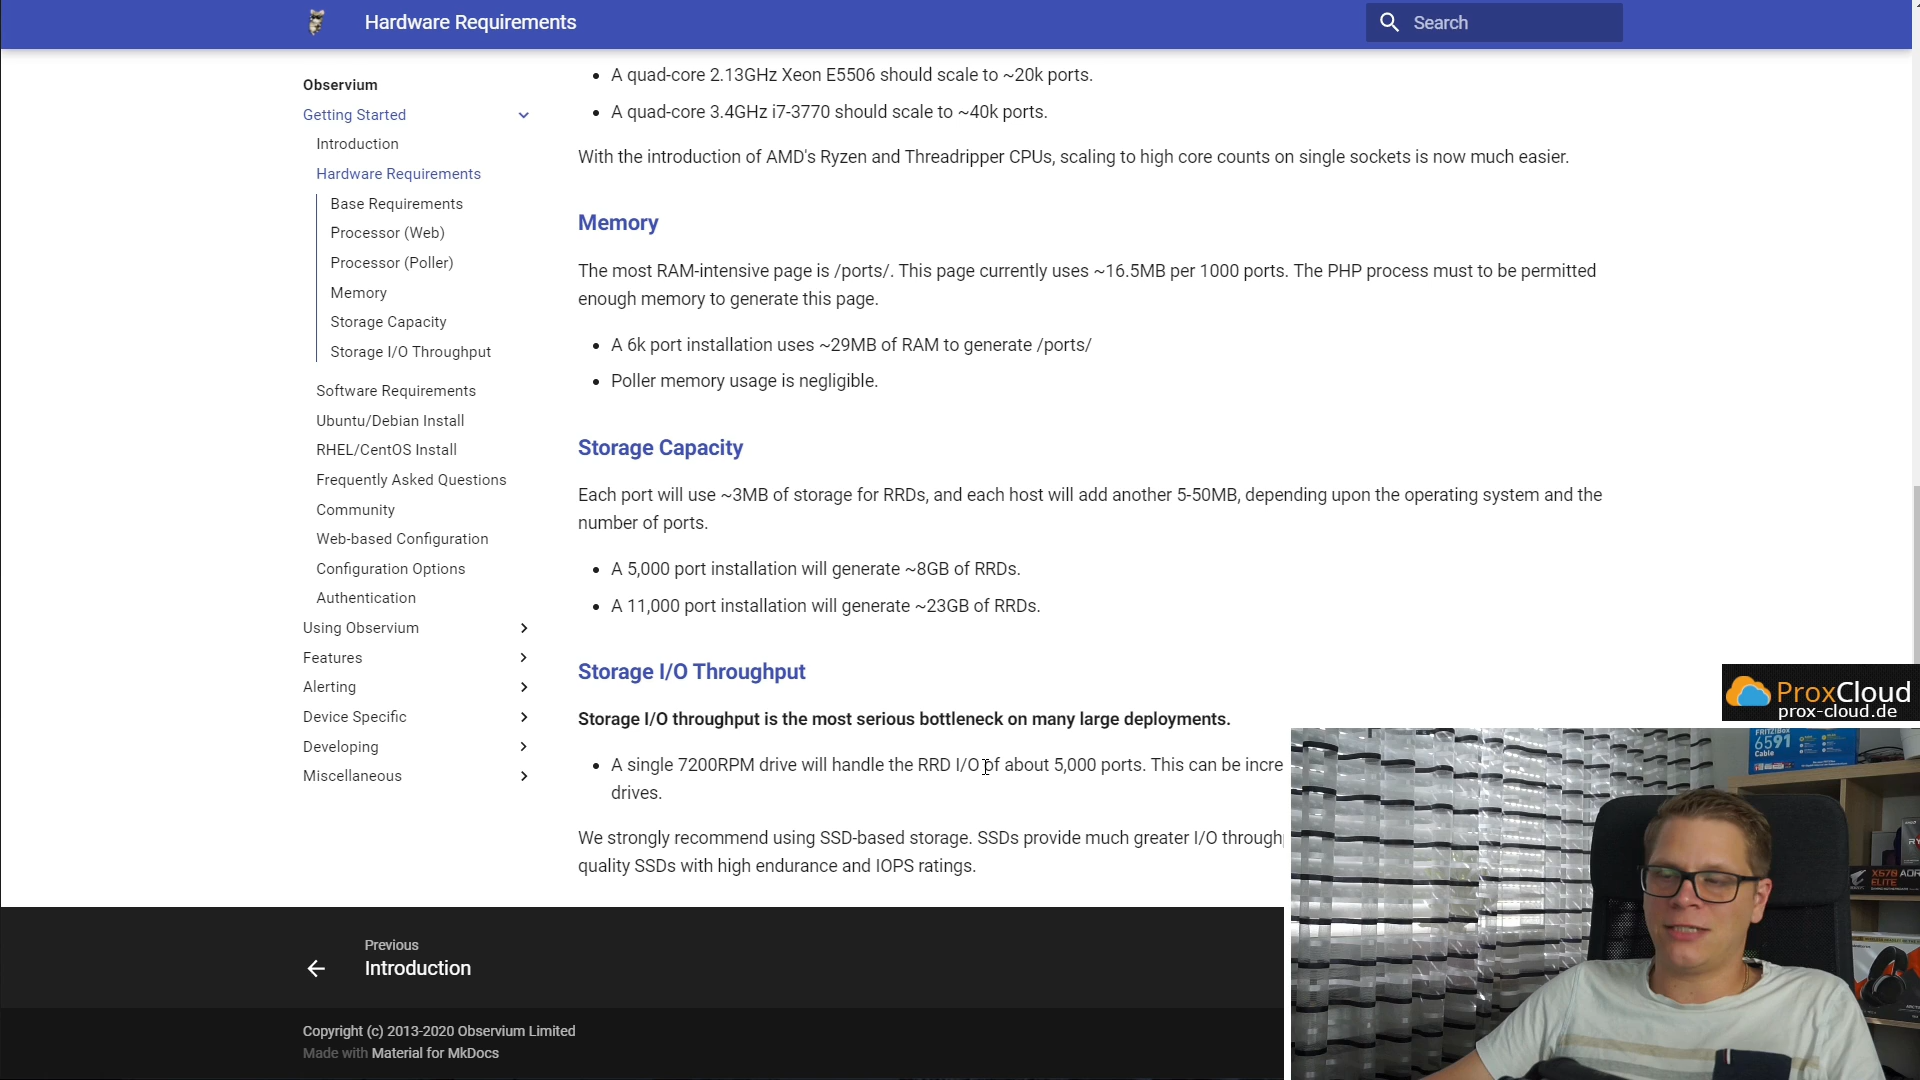 Hardware Requirements
Search
Observium
Getting Started
Introduction
Hardware Requirements
Base Requirements
Processor (Web)
Processor (Poller)
Memory
Storage Capacity
Storage I/O Throughput
Software Requirements
Ubuntu/Debian Install
RHEL/CentOS Install
Frequently Asked Questions
Community
Web-based Configuration
Configuration Options
Authentication
Using Observium
Features
Alerting
Device Specific
Developing
Miscellaneous
A quad-core 2.13GHz Xeon E5506 should scale to ~20k ports.
A quad-core 3.4GHz i7-3770 should scale to ~40k ports.
With the introduction of AMD's Ryzen and Threadripper CPUs, scaling to high core counts on single sockets is now much easier.
Memory
The most RAM-intensive page is /ports/. This page currently uses ~16.5MB per 1000 ports. The PHP process must to be permitted
enough memory to generate this page.
A 6k port installation uses ~29MB of RAM to generate /ports/
Poller memory usage is negligible.
Storage Capacity
Each port will use ~3MB of storage for RRDs, and each host will add another 5-50MB, depending upon the operating system and the
number of ports.
A 5,000 port installation will generate ~8GB of RRDs.
A 11,000 port installation will generate ~23GB of RRDs.
Storage I/O Throughput
Storage I/O throughput is the most serious bottleneck on many large deployments.
A single 7200RPM drive will handle the RRD I/O of about 5,000 ports. This can be incre
drives.
We strongly recommend using SSD-based storage. SSDs provide much greater I/O through
quality SSDs with high endurance and IOPS ratings.
Previous
Introduction
Copyright (c) 2013-2020 Observium Limited
Made with Material for MkDocs
ProxCloud
prox-cloud.de
FRITZ!Box
6591
Cable
X570 AOR
ELITE